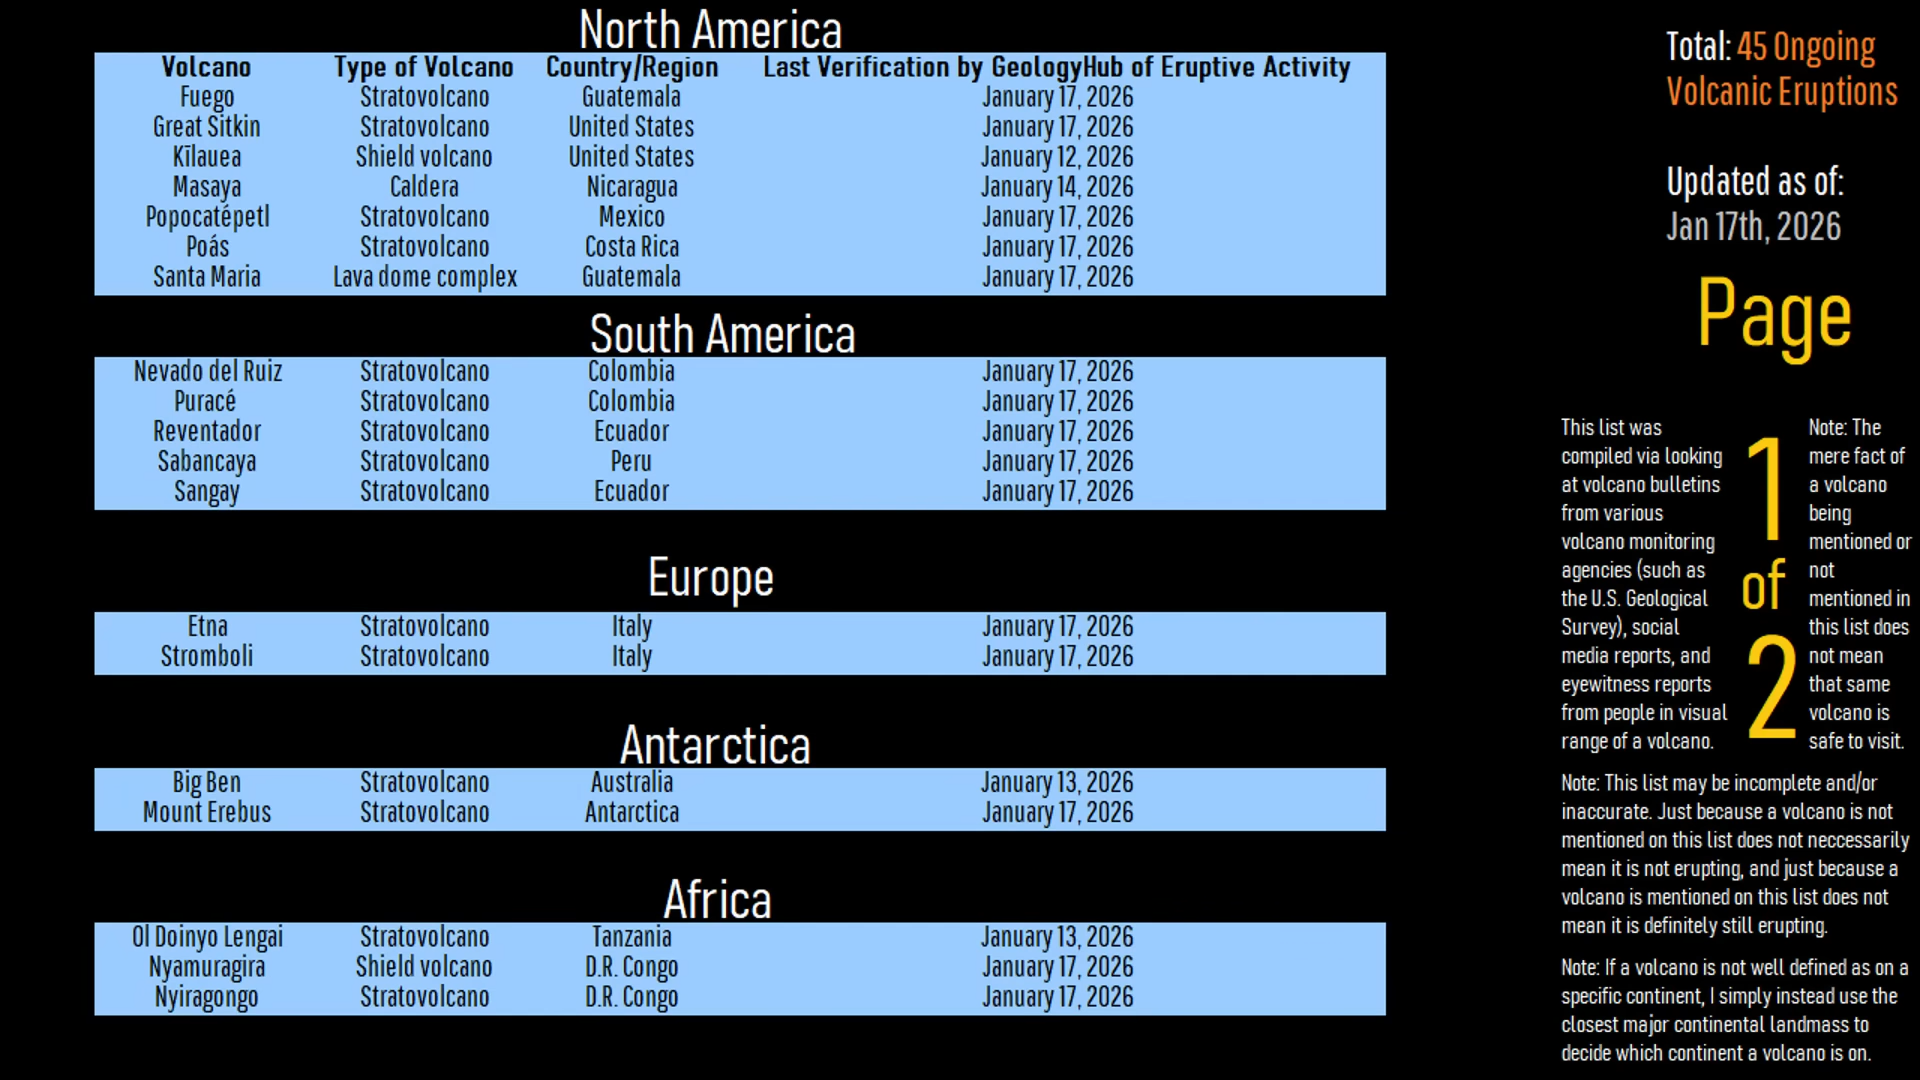 North America
Volcano Type of Volcano Country/Region Last Verification by GeologyHub of Eruptive Activity
Fuego Stratovolcano Guatemala January 17, 2026
Great Sitkin Stratovolcano United States January 17, 2026
Kīlauea Shield volcano United States January 12, 2026
Masaya Caldera Nicaragua January 14, 2026
Popocatépetl Stratovolcano Mexico January 17, 2026
Poás Stratovolcano Costa Rica January 17, 2026
Santa Maria Lava dome complex Guatemala January 17, 2026
South America
Nevado del Ruiz Stratovolcano Colombia January 17, 2026
Puracé Stratovolcano Colombia January 17, 2026
Reventador Stratovolcano Ecuador January 17, 2026
Sabancaya Stratovolcano Peru January 17, 2026
Sangay Stratovolcano Ecuador January 17, 2026
Europe
Etna Stratovolcano Italy January 17, 2026
Stromboli Stratovolcano Italy January 17, 2026
Antarctica
Big Ben Stratovolcano Australia January 13, 2026
Mount Erebus Stratovolcano Antarctica January 17, 2026
Africa
Ol Doinyo Lengai Stratovolcano Tanzania January 13, 2026
Nyamuragira Shield volcano D.R. Congo January 17, 2026
Nyiragongo Stratovolcano D.R. Congo January 17, 2026
Total: 45 Ongoing
Volcanic Eruptions
Updated as of:
Jan 17th, 2026
Page
1
of
2
This list was
compiled via looking
at volcano bulletins
from various
volcano monitoring
agencies (such as
the U.S. Geological
Survey), social
media reports, and
eyewitness reports
from people in visual
range of a volcano.
Note: The
mere fact of
a volcano
being
mentioned or
not
mentioned in
this list does
not mean
that same
volcano is
safe to visit.
Note: This list may be incomplete and/or
inaccurate. Just because a volcano is not
mentioned on this list does not neccessarily
mean it is not erupting, and just because a
volcano is mentioned on this list does not
mean it is definitely still erupting.
Note: If a volcano is not well defined as on a
specific continent, I simply instead use the
closest major continental landmass to
decide which continent a volcano is on.